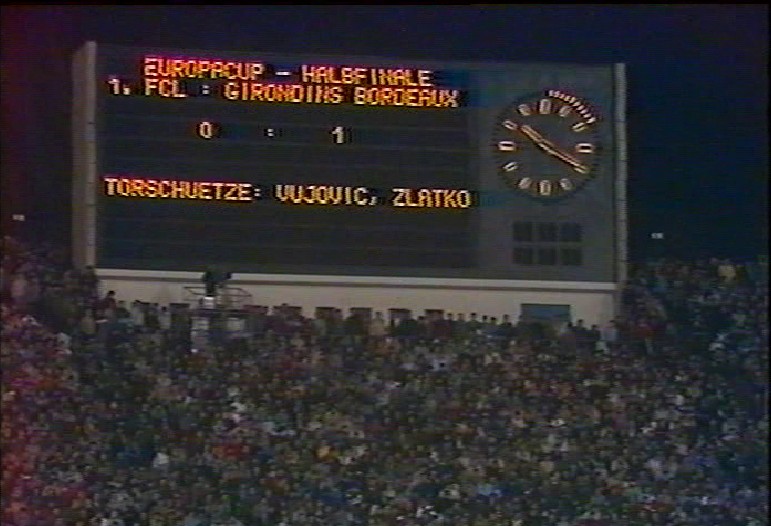 EUROPACUP - HALBFINALE
1. FCL : GIRONDINS BORDEAUX
0 : 1
TORSCHUETZE: VUJOVIC, ZLATKO